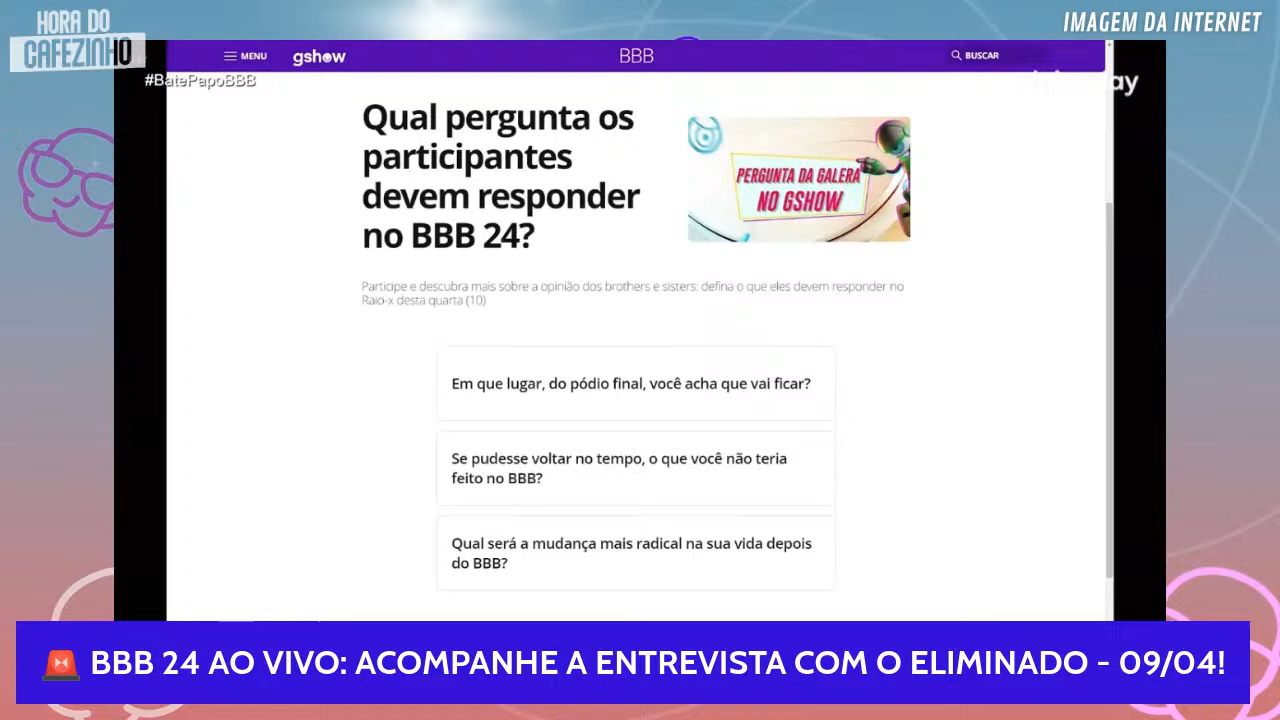 HORA DO
CAFEZINHO
IMAGEM DA INTERNET
MENU
gshow
BBB
BUSCAR
#BatePapoBBB
Qual pergunta os
participantes
devem responder
no BBB 24?
PERGUNTA DA GALERA
NO GSHOW
Participe e descubra mais sobre a opinião dos brothers e sisters: defina o que eles devem responder no
Raio-x desta quarta (10)
Em que lugar, do pódio final, você acha que vai ficar?
Se pudesse voltar no tempo, o que você não teria
feito no BBB?
Qual será a mudança mais radical na sua vida depois
do BBB?
🚨 BBB 24 AO VIVO: ACOMPANHE A ENTREVISTA COM O ELIMINADO - 09/04!